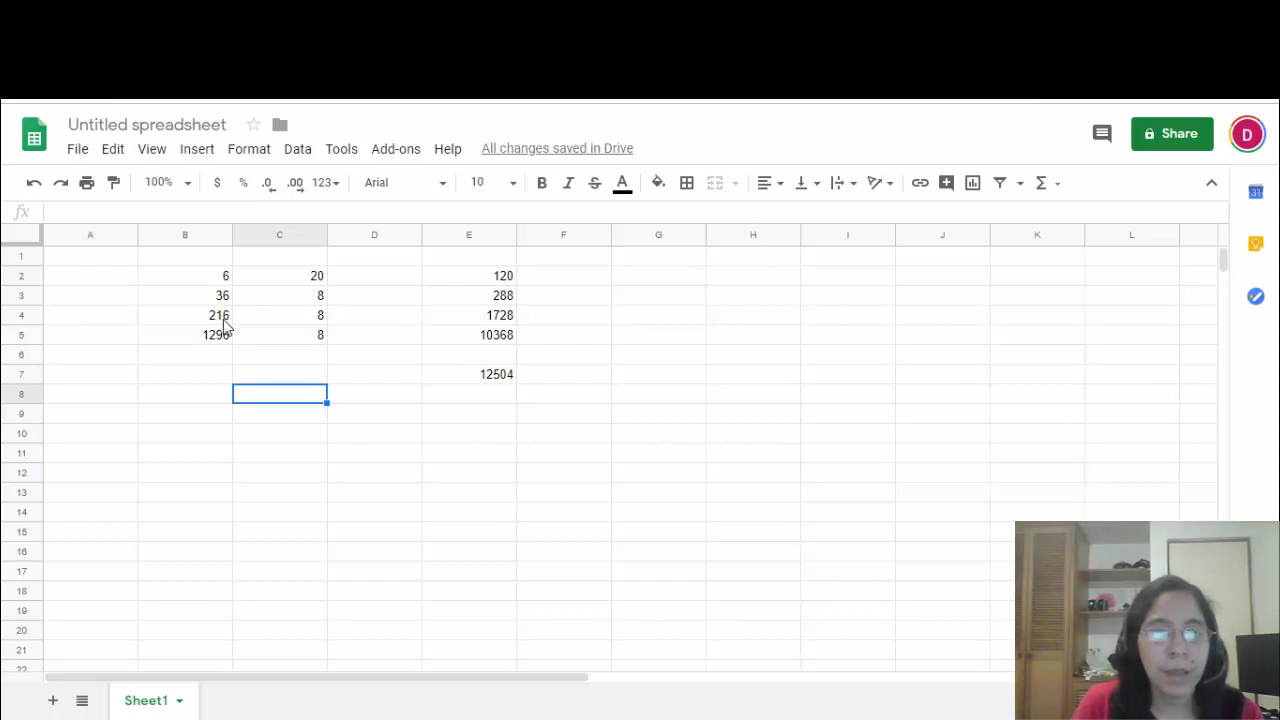 Untitled spreadsheet
File Edit View Insert Format Data Tools Add-ons Help All changes saved in Drive
Share
D
100% $ % .0 .00 123 Arial 10 B I S A Σ
31
fx
A B C D E F G H I J K L
1
2 6 20 120
3 36 8 288
4 216 8 1728
5 1296 8 10368
6
7 12504
8
9
10
11
12
13
14
15
16
17
18
19
20
21
22
+ Sheet1